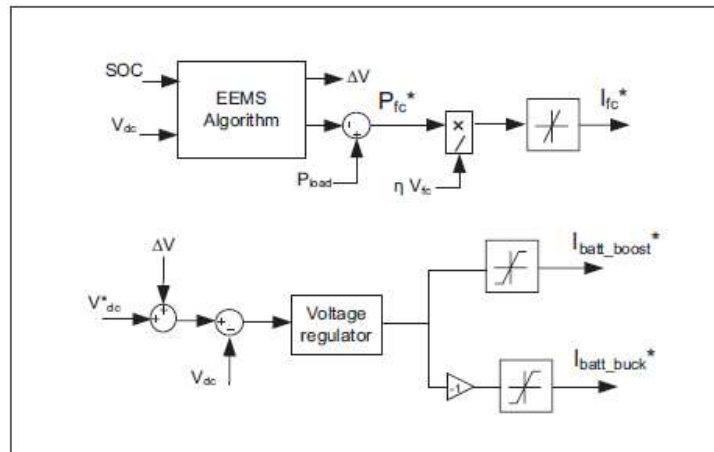 SOC
V_dc
EEMS
Algorithm
ΔV
P_load
P_fc*
×
/
η V_fc
I_fc*
ΔV
V*_dc
V_dc
Voltage
regulator
-1
I_batt_boost*
I_batt_buck*